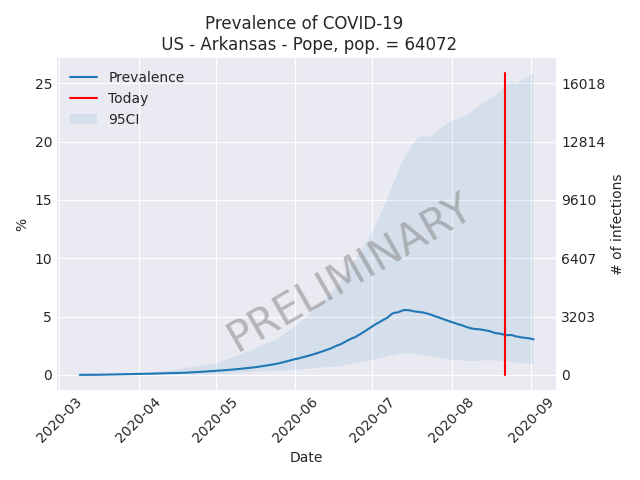 Prevalence of COVID-19
US - Arkansas - Pope, pop. = 64072
Prevalence
Today
95CI
PRELIMINARY
%
25
20
15
10
5
0
16018
12814
9610
6407
3203
0
# of infections
2020-03
2020-04
2020-05
2020-06
2020-07
2020-08
2020-09
Date